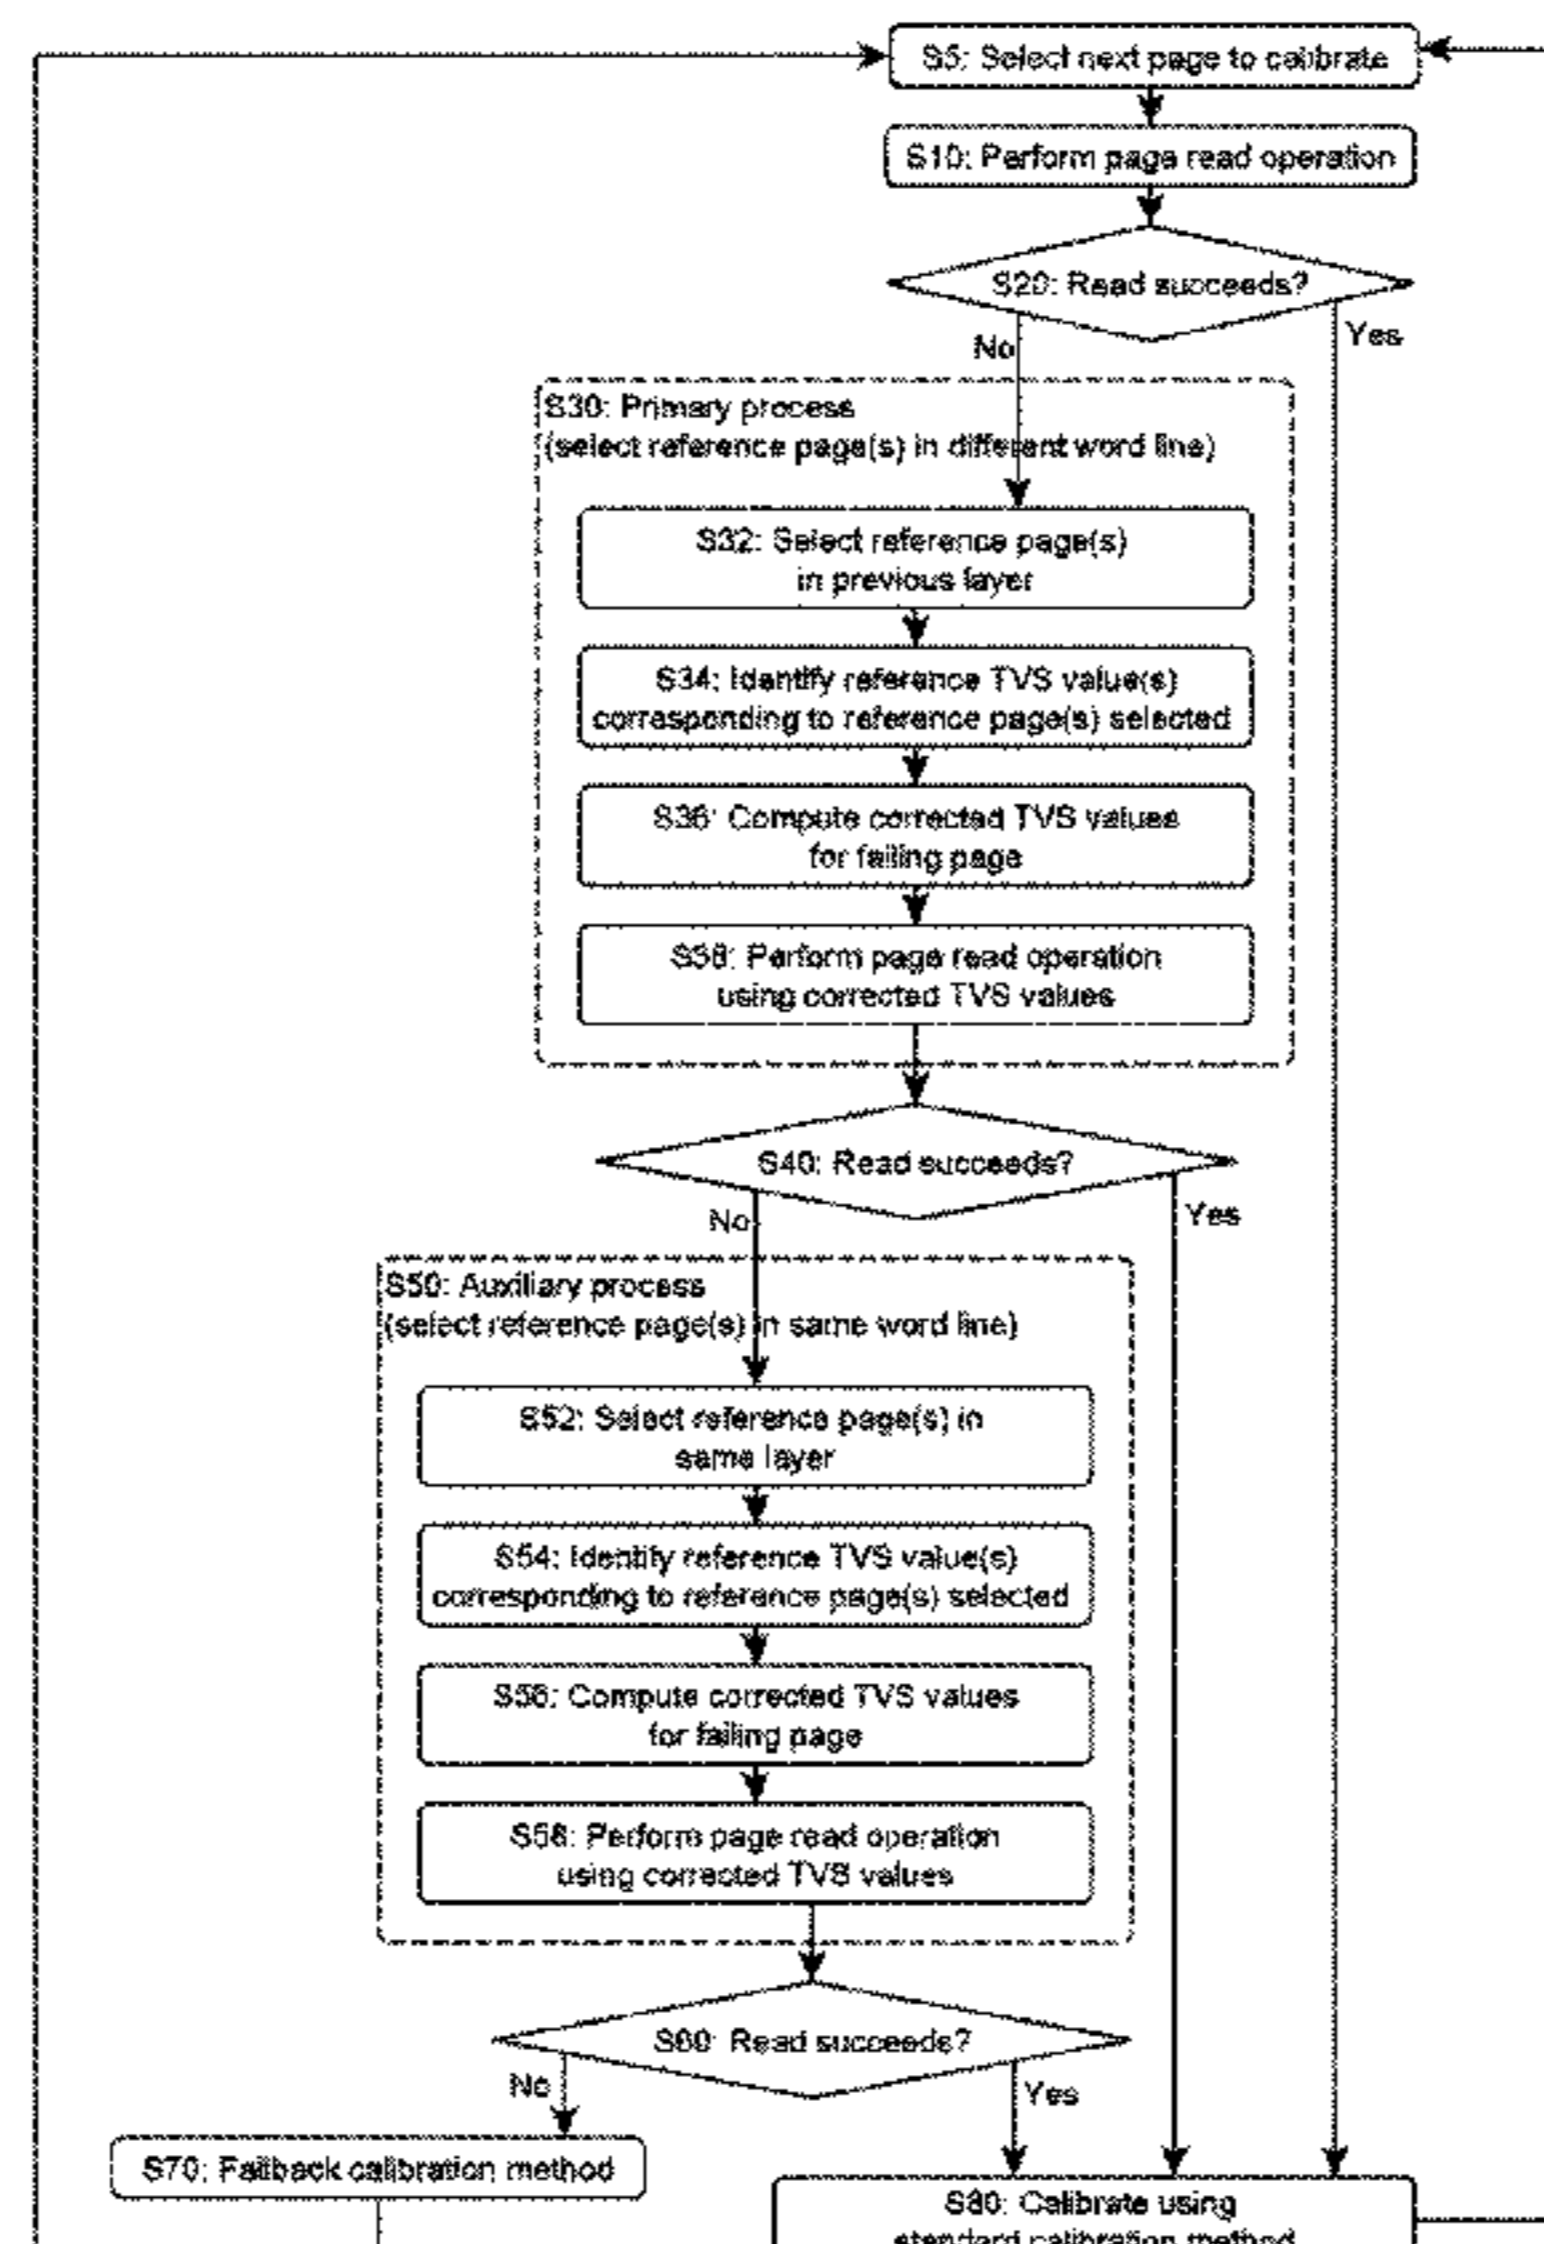 S5: Select next page to calibrate
S10: Perform page read operation
S20: Read succeeds?
No
Yes
S30: Primary process
(select reference page(s) in different word line)
S32: Select reference page(s)
in previous layer
S34: Identify reference TVS value(s)
corresponding to reference page(s) selected
S36: Compute corrected TVS values
for failing page
S38: Perform page read operation
using corrected TVS values
S40: Read succeeds?
No
Yes
S50: Auxiliary process
(select reference page(s) in same word line)
S52: Select reference page(s) in
same layer
S54: Identify reference TVS value(s)
corresponding to reference page(s) selected
S56: Compute corrected TVS values
for failing page
S58: Perform page read operation
using corrected TVS values
S60: Read succeeds?
No
Yes
S70: Fallback calibration method
S80: Calibrate using
standard calibration method